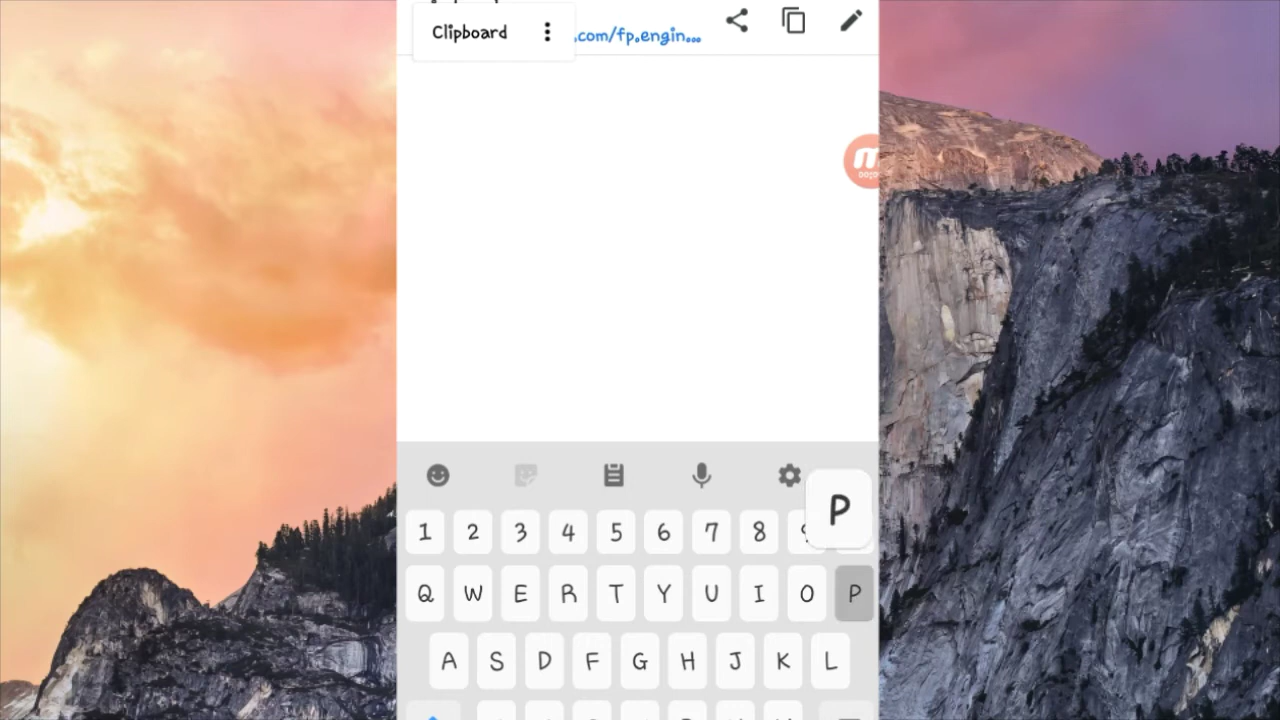 Clipboard
.com/fp.engin...
P
1 2 3 4 5 6 7 8
Q W E R T Y U I O P
A S D F G H J K L